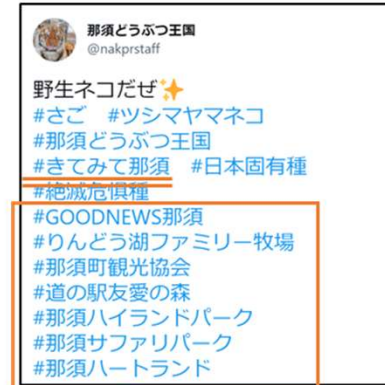 那須どうぶつ王国
@nakprstaff
野生ネコだぜ✨
#さご #ツシマヤマネコ
#那須どうぶつ王国
#きてみて那須 #日本固有種
#絶滅危惧種
#GOODNEWS那須
#りんどう湖ファミリー牧場
#那須町観光協会
#道の駅友愛の森
#那須ハイランドパーク
#那須サファリパーク
#那須ハートランド